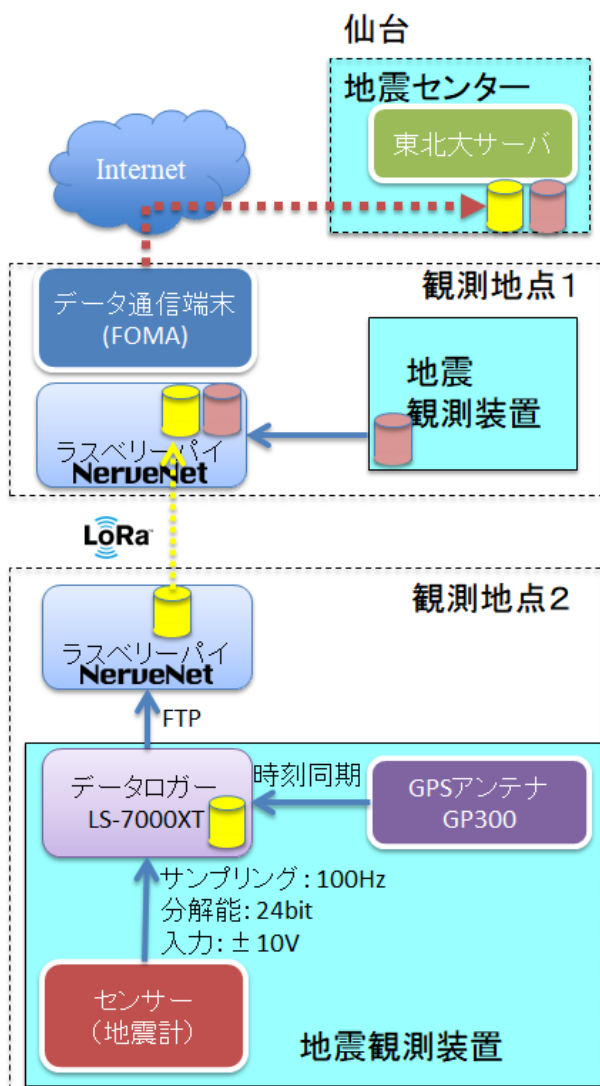 仙台
地震センター
東北大サーバ
Internet
観測地点1
データ通信端末
(FOMA)
地震
観測装置
ラズベリーパイ
NerveNet
LoRa™
観測地点2
ラズベリーパイ
NerveNet
FTP
データロガー
LS-7000XT
時刻同期
GPSアンテナ
GP300
サンプリング：100Hz
分解能：24bit
入力：±10V
センサー
（地震計）
地震観測装置